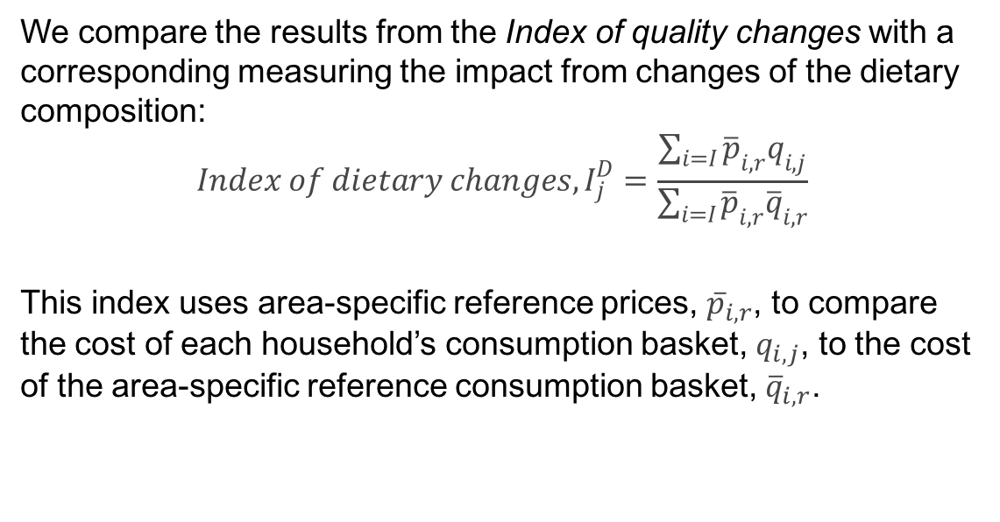 We compare the results from the Index of quality changes with a
corresponding measuring the impact from changes of the dietary
composition:
Index of dietary changes, I_j^D = \frac{\sum_{i=I} \bar{p}_{i,r} q_{i,j}}{\sum_{i=I} \bar{p}_{i,r} \bar{q}_{i,r}}
This index uses area-specific reference prices, \bar{p}_{i,r}, to compare
the cost of each household’s consumption basket, q_{i,j}, to the cost
of the area-specific reference consumption basket, \bar{q}_{i,r}.